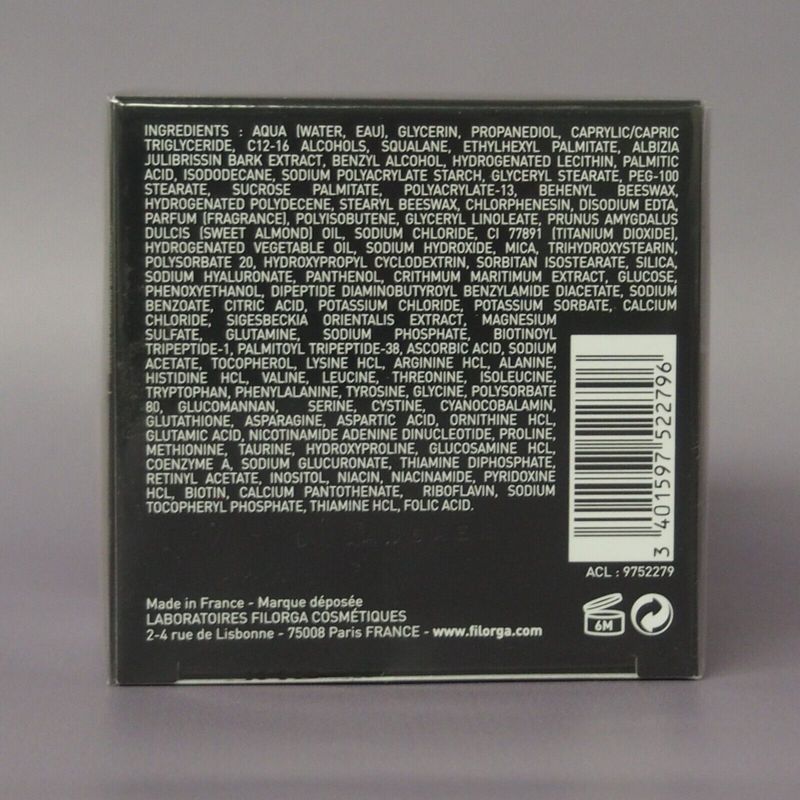 INGREDIENTS : AQUA (WATER, EAU), GLYCERIN, PROPANEDIOL, CAPRYLIC/CAPRIC
TRIGLYCERIDE, C12-16 ALCOHOLS, SQUALANE, ETHYLHEXYL PALMITATE, ALBIZIA
JULIBRISSIN BARK EXTRACT, BENZYL ALCOHOL, HYDROGENATED LECITHIN, PALMITIC
ACID, ISODODECANE, SODIUM POLYACRYLATE STARCH, GLYCERYL STEARATE, PEG-100
STEARATE, SUCROSE PALMITATE, POLYACRYLATE-13, BEHENYL BEESWAX,
HYDROGENATED POLYDECENE, STEARYL BEESWAX, CHLORPHENESIN, DISODIUM EDTA,
PARFUM (FRAGRANCE), POLYISOBUTENE, GLYCERYL LINOLEATE, PRUNUS AMYGDALUS
DULCIS (SWEET ALMOND) OIL, SODIUM CHLORIDE, CI 77891 (TITANIUM DIOXIDE),
HYDROGENATED VEGETABLE OIL, SODIUM HYDROXIDE, MICA, TRIHYDROXYSTEARIN,
POLYSORBATE 20, HYDROXYPROPYL CYCLODEXTRIN, SORBITAN ISOSTEARATE, SILICA,
SODIUM HYALURONATE, PANTHENOL, CRITHMUM MARITIMUM EXTRACT, GLUCOSE,
PHENOXYETHANOL, DIPEPTIDE DIAMINOBUTYROYL BENZYLAMIDE DIACETATE, SODIUM
BENZOATE, CITRIC ACID, POTASSIUM CHLORIDE, POTASSIUM SORBATE, CALCIUM
CHLORIDE, SIGESBECKIA ORIENTALIS EXTRACT, MAGNESIUM
SULFATE, GLUTAMINE, SODIUM PHOSPHATE, BIOTINOYL
TRIPEPTIDE-1, PALMITOYL TRIPEPTIDE-38, ASCORBIC ACID, SODIUM
ACETATE, TOCOPHEROL, LYSINE HCL, ARGININE HCL, ALANINE,
HISTIDINE HCL, VALINE, LEUCINE, THREONINE, ISOLEUCINE,
TRYPTOPHAN, PHENYLALANINE, TYROSINE, GLYCINE, POLYSORBATE
80, GLUCOMANNAN, SERINE, CYSTINE, CYANOCOBALAMIN,
GLUTATHIONE, ASPARAGINE, ASPARTIC ACID, ORNITHINE HCL,
GLUTAMIC ACID, NICOTINAMIDE ADENINE DINUCLEOTIDE, PROLINE,
METHIONINE, TAURINE, HYDROXYPROLINE, GLUCOSAMINE HCL,
COENZYME A, SODIUM GLUCURONATE, THIAMINE DIPHOSPHATE,
RETINYL ACETATE, INOSITOL, NIACIN, NIACINAMIDE, PYRIDOXINE
HCL, BIOTIN, CALCIUM PANTOTHENATE, RIBOFLAVIN, SODIUM
TOCOPHERYL PHOSPHATE, THIAMINE HCL, FOLIC ACID.
3 401597 522796
ACL : 9752279
Made in France - Marque déposée
LABORATOIRES FILORGA COSMÉTIQUES
2-4 rue de Lisbonne - 75008 Paris FRANCE - www.filorga.com
6M